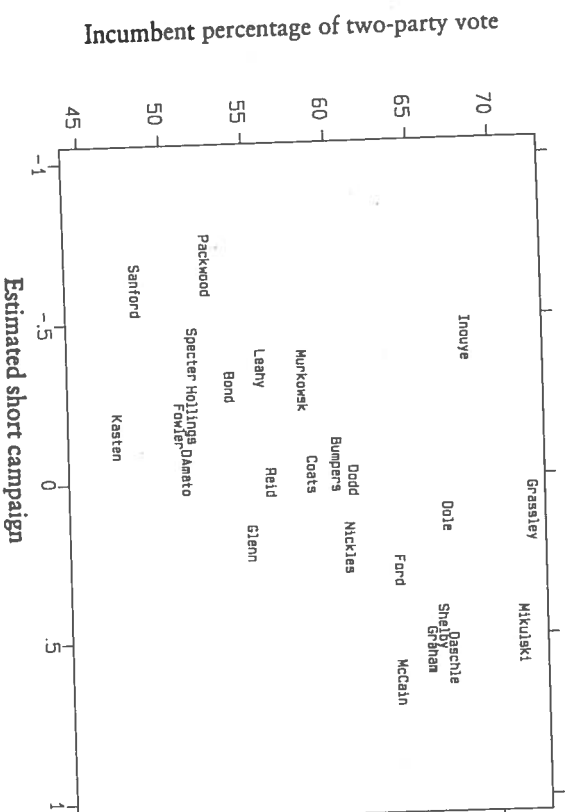 Incumbent percentage of two-party vote
70
65
60
55
50
45
Grassley
Mikulski
Inouye
Dole
Daschle
Shelby
Graham
Ford
McCain
Dodd
Nickles
Bumpers
Coats
Murkowsk
Reid
Leahy
Glenn
Bond
Packwood
Specter
Hollings
DAmato
Fowler
Sanford
Kasten
-1
-.5
0
.5
1
Estimated short campaign